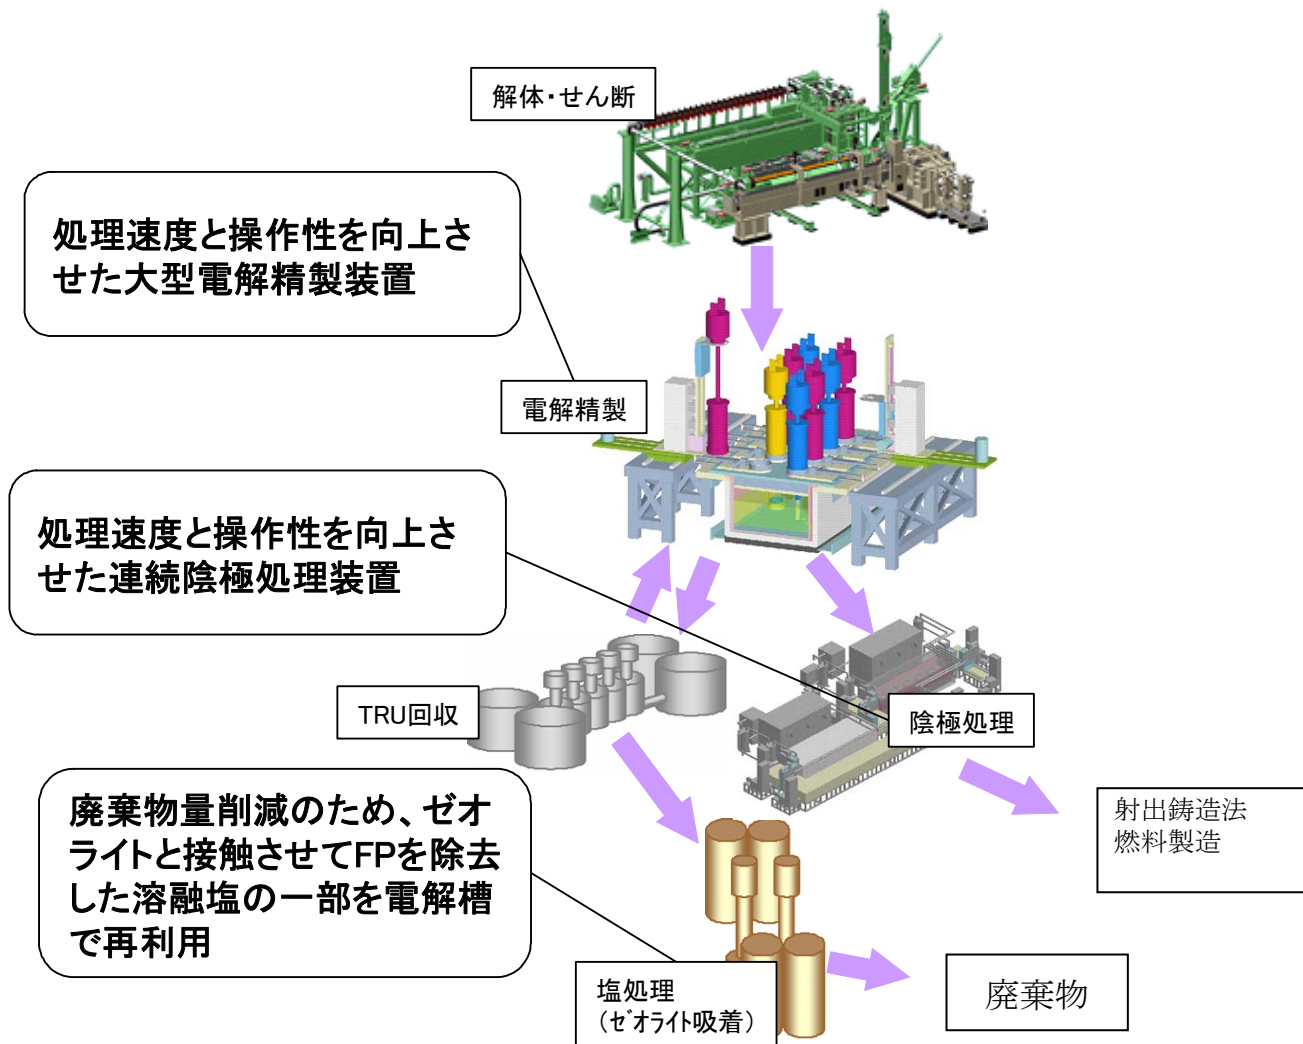 解体・せん断
処理速度と操作性を向上さ
せた大型電解精製装置
電解精製
処理速度と操作性を向上さ
せた連続陰極処理装置
TRU回収
陰極処理
廃棄物量削減のため、ゼオ
ライトと接触させてFPを除去
した溶融塩の一部を電解槽
で再利用
射出鋳造法
燃料製造
塩処理
(ｾﾞｵﾗｲﾄ吸着)
廃棄物